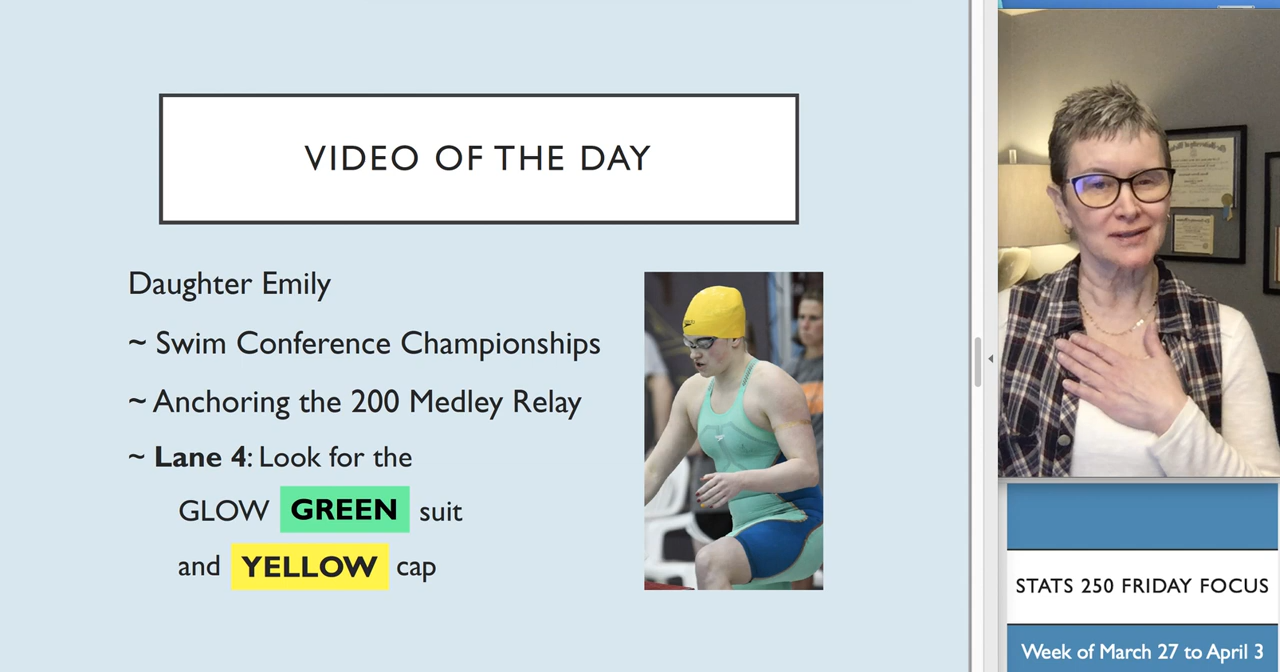 VIDEO OF THE DAY
Daughter Emily
~ Swim Conference Championships
~ Anchoring the 200 Medley Relay
~ Lane 4: Look for the
GLOW GREEN suit
and YELLOW cap
STATS 250 FRIDAY FOCUS
Week of March 27 to April 3